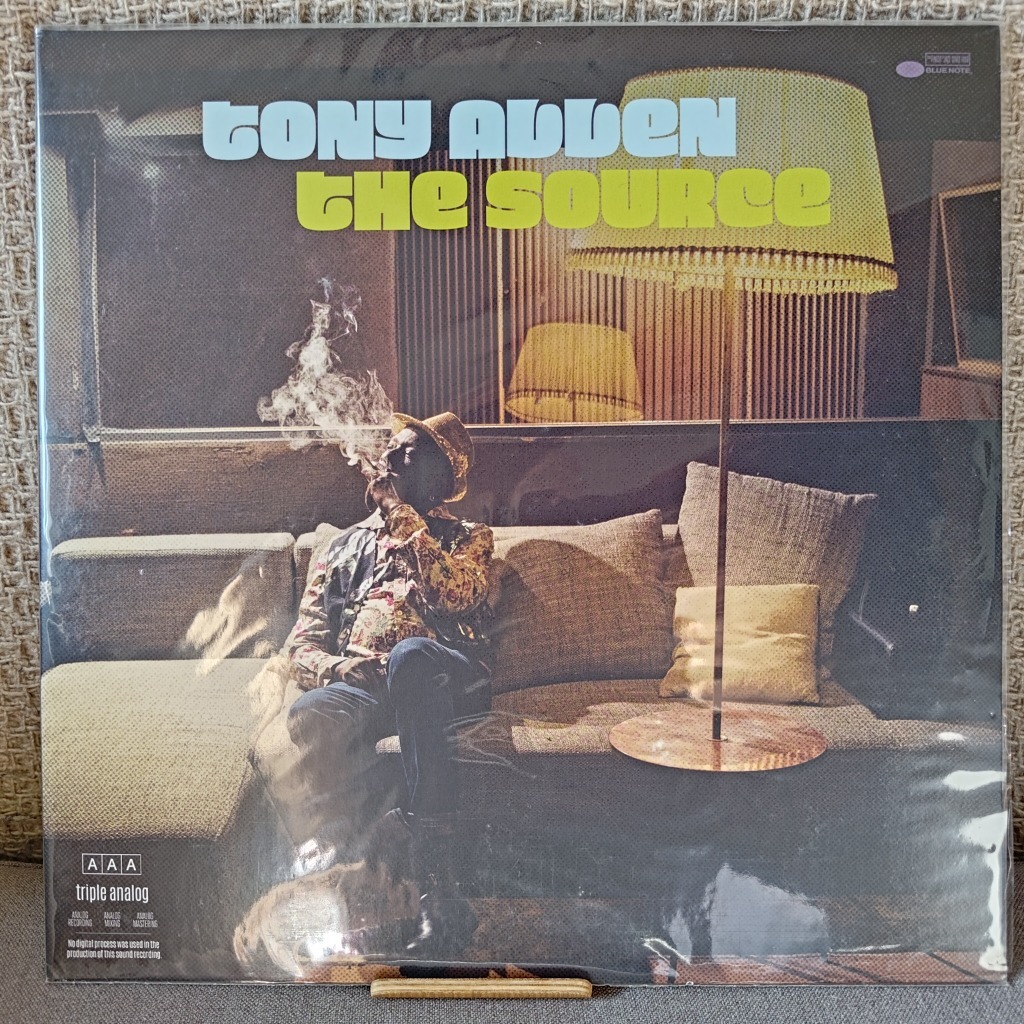 BLUE NOTE
TONY ALLEN
THE SOURCE
A A A
triple analog
ANALOG ANALOG ANALOG
RECORDING MIXING MASTERING
No digital process was used in the
production of this sound recording